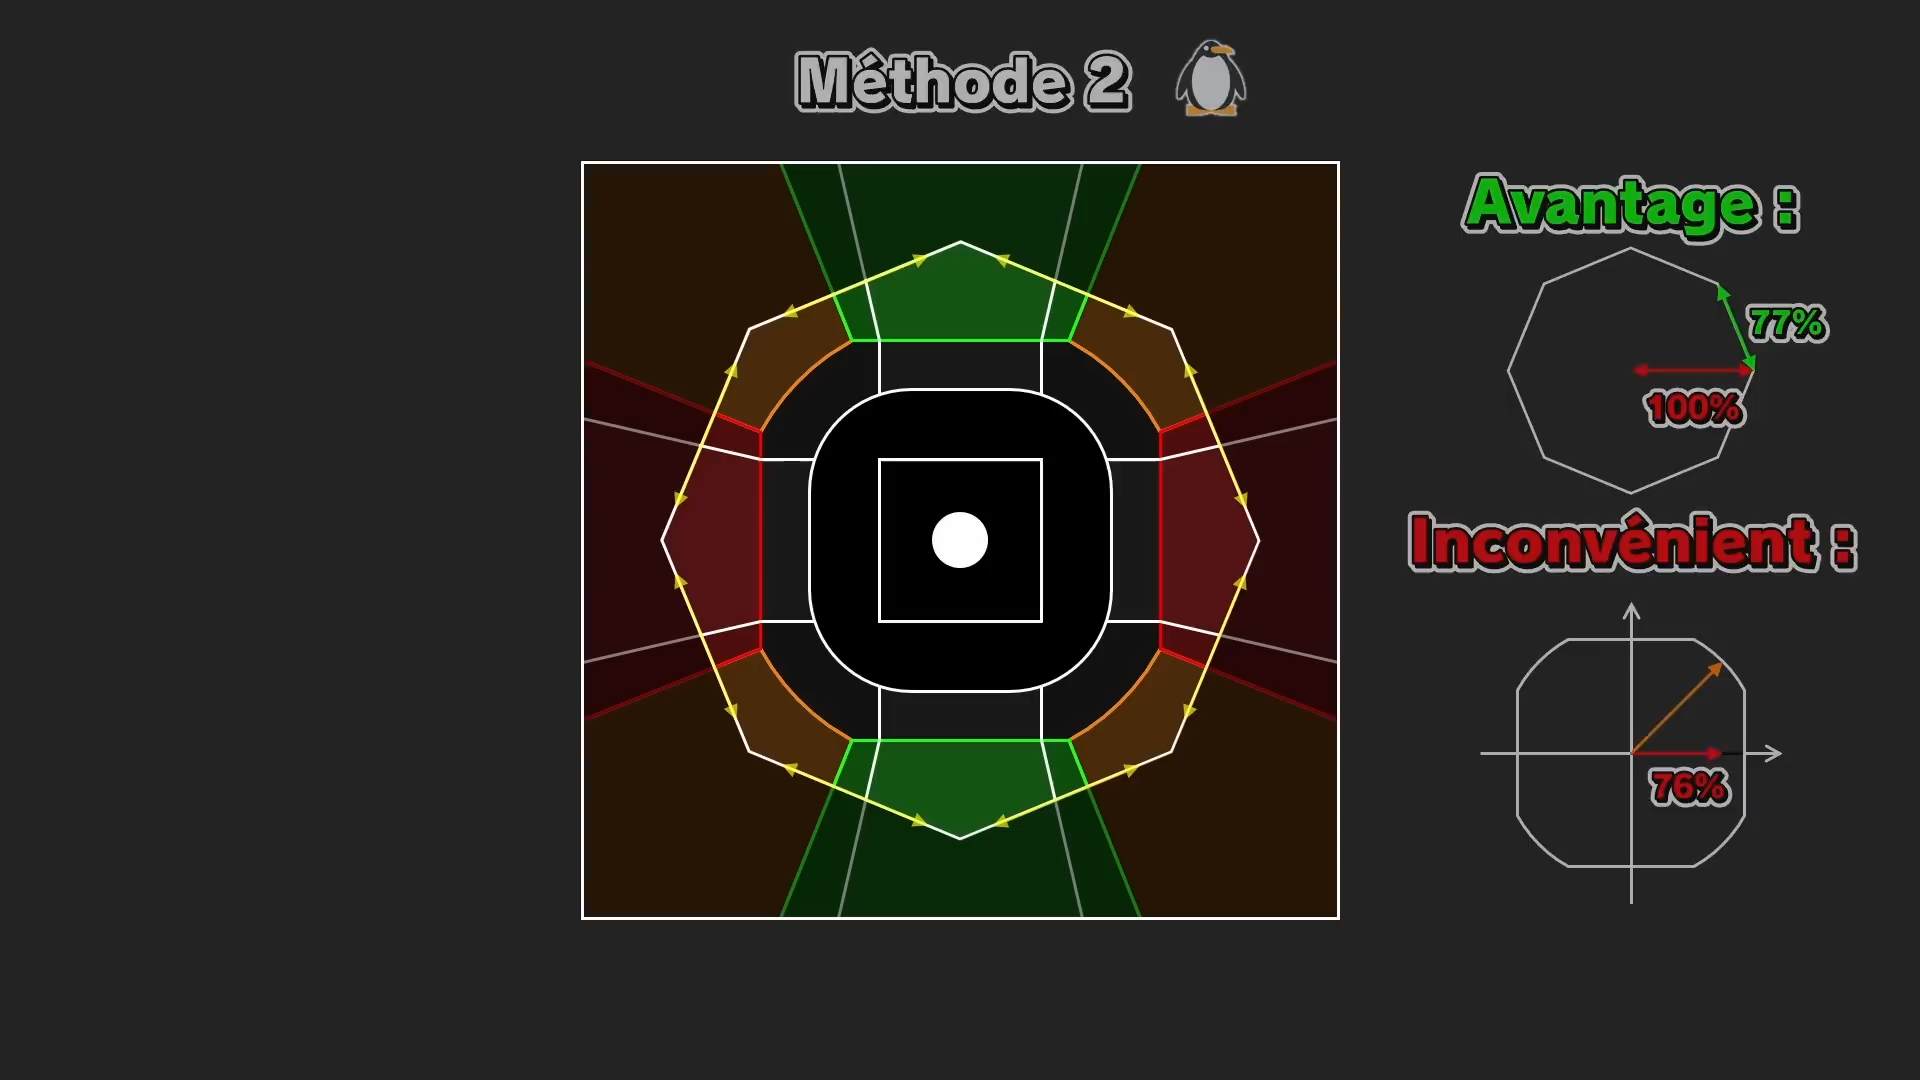 Méthode 2
Avantage :
77%
100%
Inconvénient :
76%